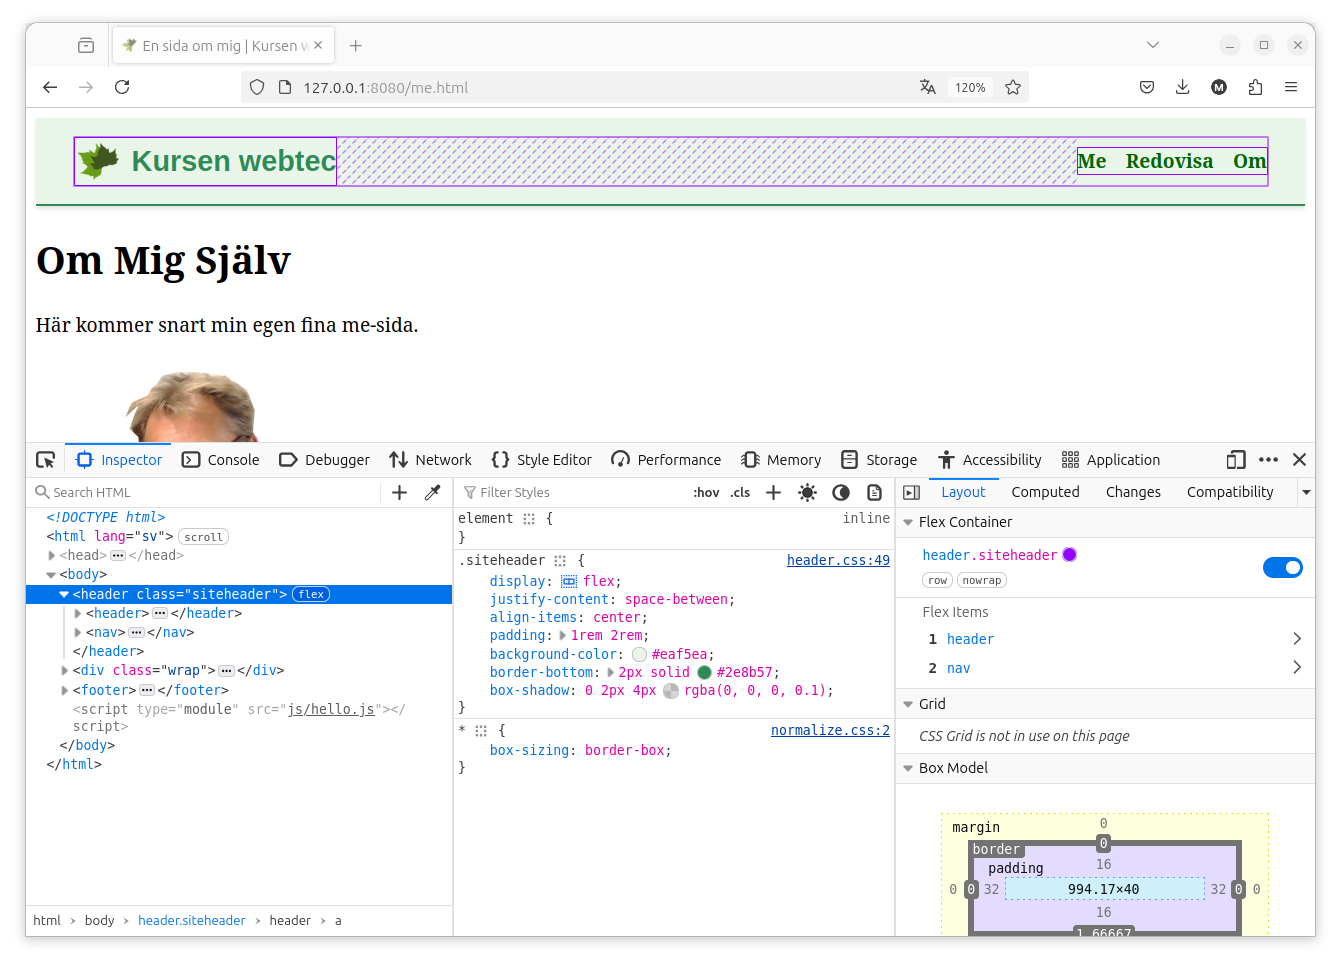 En sida om mig | Kursen w
127.0.0.1:8080/me.html
120%
M
Kursen webtec
Me Redovisa Om
Om Mig Själv
Här kommer snart min egen fina me-sida.
Inspector Console Debugger Network Style Editor Performance Memory Storage Accessibility Application
Search HTML
<!DOCTYPE html>
<html lang="sv"> scroll
<head> ••• </head>
<body>
<header class="siteheader"> flex
<header> ••• </header>
<nav> ••• </nav>
</header>
<div class="wrap"> ••• </div>
<footer> ••• </footer>
<script type="module" src="js/hello.js"></
script>
</body>
</html>
html > body > header.siteheader > header > a
Filter Styles :hov .cls
element { inline
}
.siteheader { header.css:49
display: flex;
justify-content: space-between;
align-items: center;
padding: 1rem 2rem;
background-color: #eaf5ea;
border-bottom: 2px solid #2e8b57;
box-shadow: 0 2px 4px rgba(0, 0, 0, 0.1);
}
* { normalize.css:2
box-sizing: border-box;
}
Layout Computed Changes Compatibility
Flex Container
header.siteheader
row nowrap
Flex Items
1 header
2 nav
Grid
CSS Grid is not in use on this page
Box Model
margin 0
border 0
padding 16
0 0 32 994.17×40 32 0 0
16
1.66667